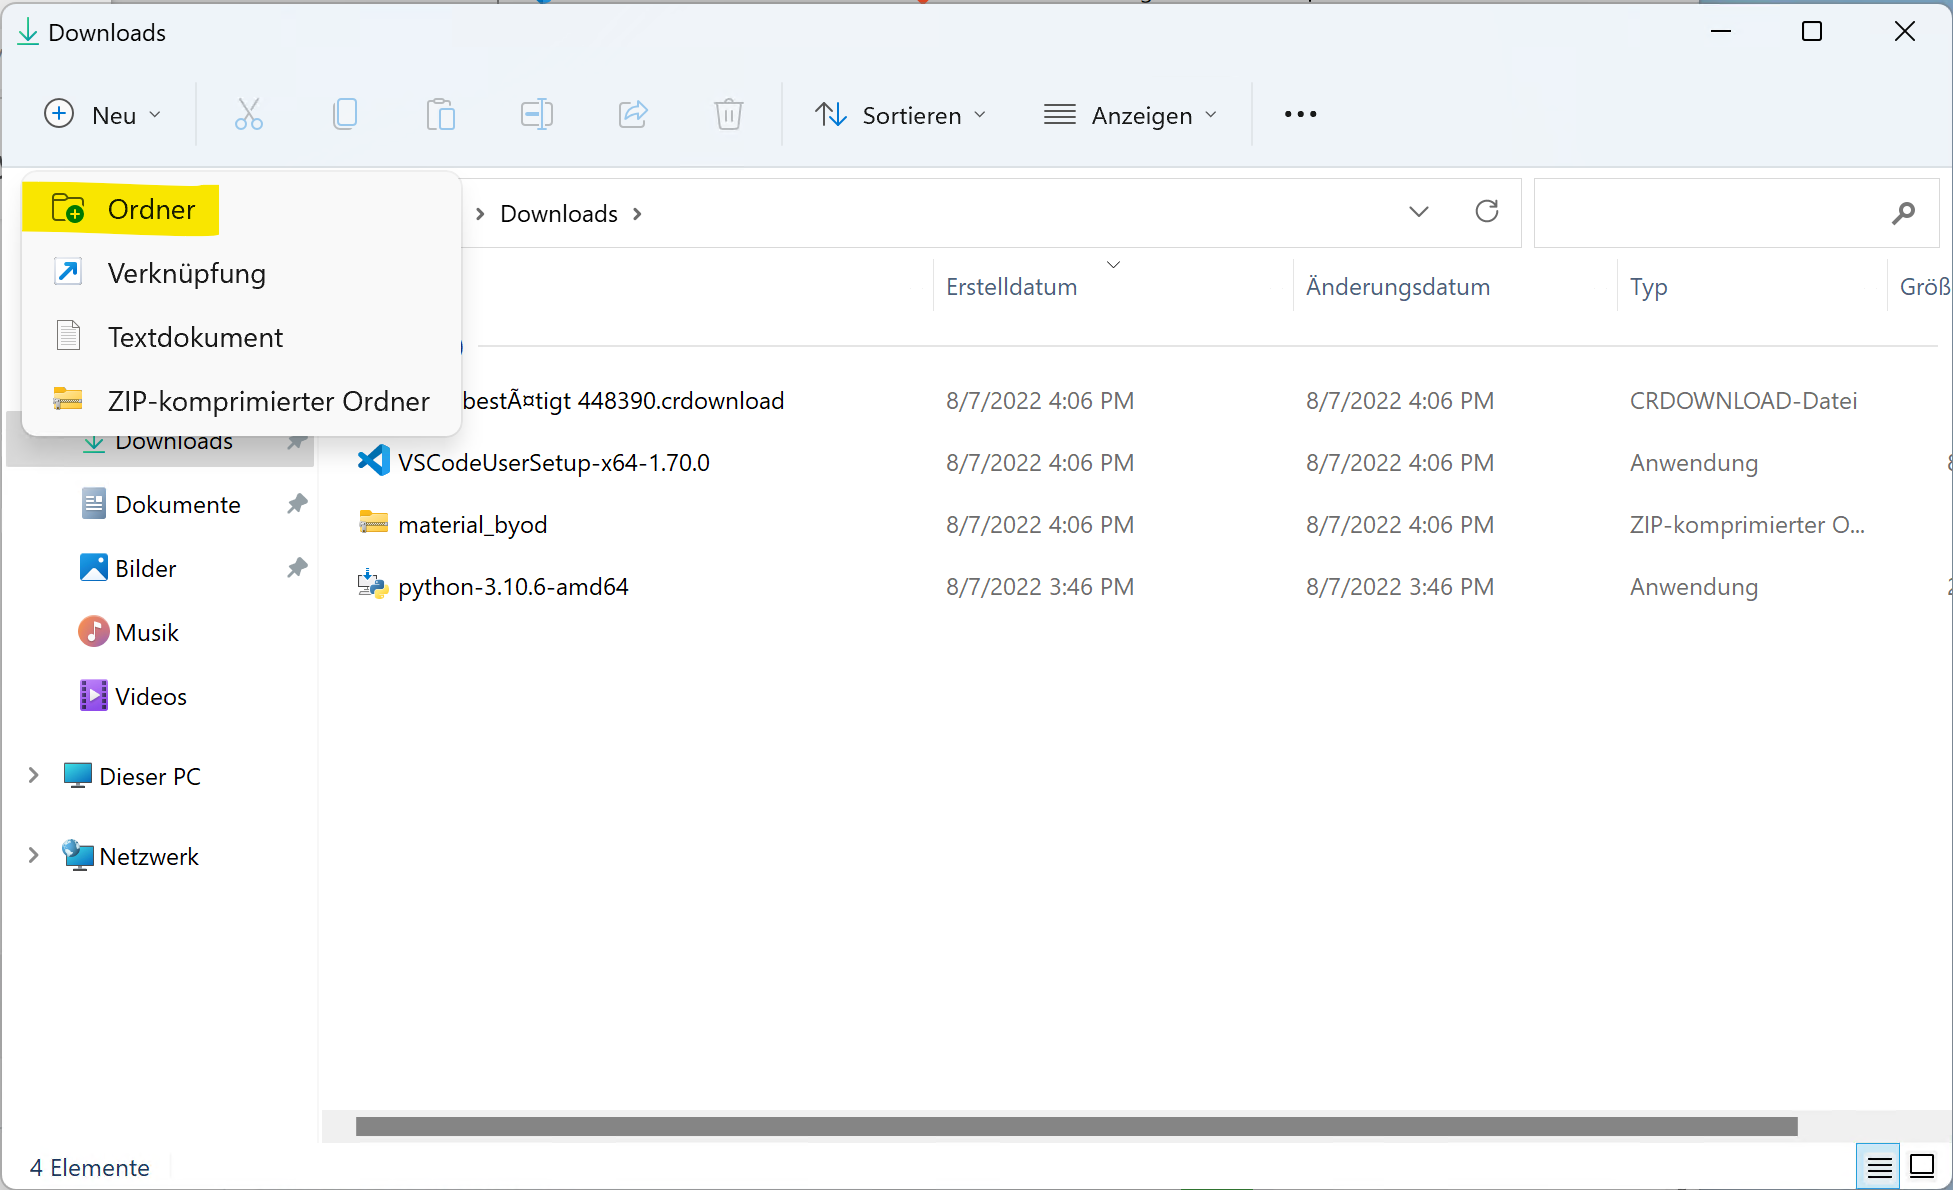 Downloads
Neu
Sortieren
Anzeigen
Ordner
Verknüpfung
Textdokument
ZIP-komprimierter Ordner
Downloads
Erstelldatum Änderungsdatum Typ Größ
bestÃ¤tigt 448390.crdownload 8/7/2022 4:06 PM 8/7/2022 4:06 PM CRDOWNLOAD-Datei
VSCodeUserSetup-x64-1.70.0 8/7/2022 4:06 PM 8/7/2022 4:06 PM Anwendung
material_byod 8/7/2022 4:06 PM 8/7/2022 4:06 PM ZIP-komprimierter O...
python-3.10.6-amd64 8/7/2022 3:46 PM 8/7/2022 3:46 PM Anwendung
Downloads
Dokumente
Bilder
Musik
Videos
Dieser PC
Netzwerk
4 Elemente